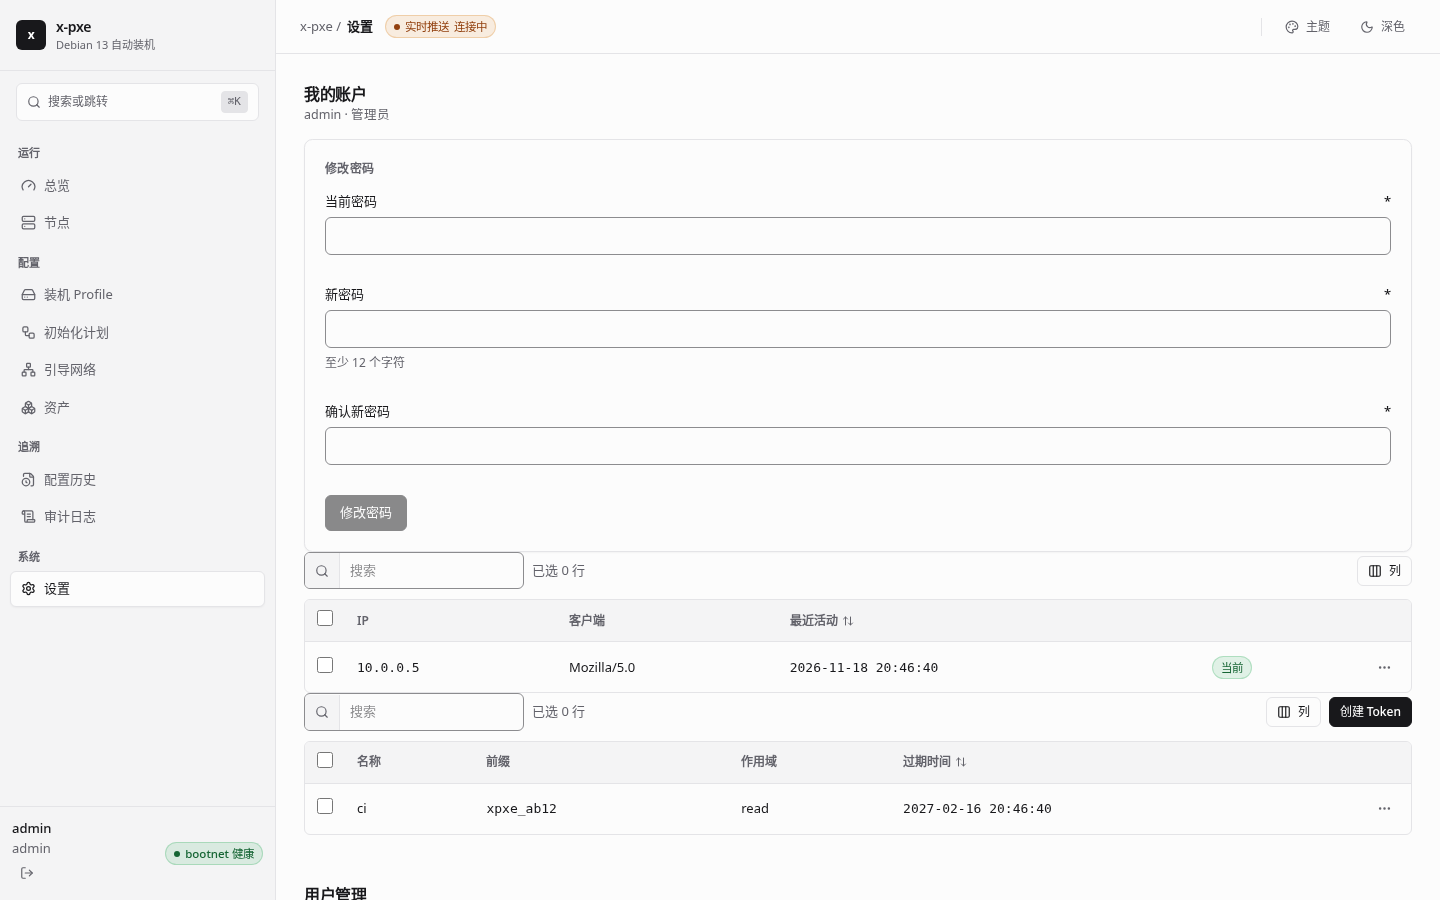 x
x-pxe
Debian 13 自动装机
搜索或跳转
⌘K
运行
总览
节点
配置
装机 Profile
初始化计划
引导网络
资产
追溯
配置历史
审计日志
系统
设置
admin
admin
bootnet 健康
x-pxe / 设置
实时推送 连接中
主题
深色
我的账户
admin · 管理员
修改密码
当前密码 *
新密码 *
至少 12 个字符
确认新密码 *
修改密码
搜索
已选 0 行
列
IP 客户端 最近活动
10.0.0.5 Mozilla/5.0 2026-11-18 20:46:40 当前 ···
搜索
已选 0 行
列
创建 Token
名称 前缀 作用域 过期时间
ci xpxe_ab12 read 2027-02-16 20:46:40 ···
用户管理